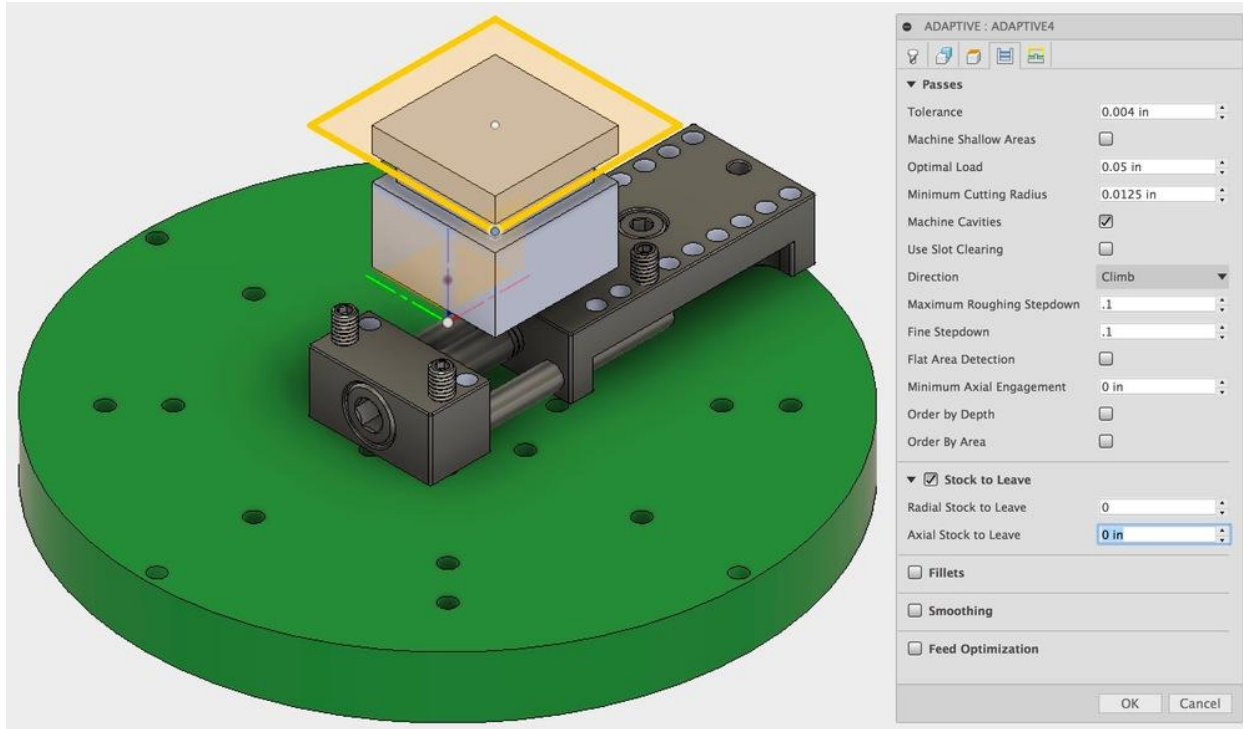 ADAPTIVE : ADAPTIVE4
Passes
Tolerance 0.004 in
Machine Shallow Areas
Optimal Load 0.05 in
Minimum Cutting Radius 0.0125 in
Machine Cavities
Use Slot Clearing
Direction Climb
Maximum Roughing Stepdown .1
Fine Stepdown .1
Flat Area Detection
Minimum Axial Engagement 0 in
Order by Depth
Order By Area
Stock to Leave
Radial Stock to Leave 0
Axial Stock to Leave 0 in
Fillets
Smoothing
Feed Optimization
OK Cancel